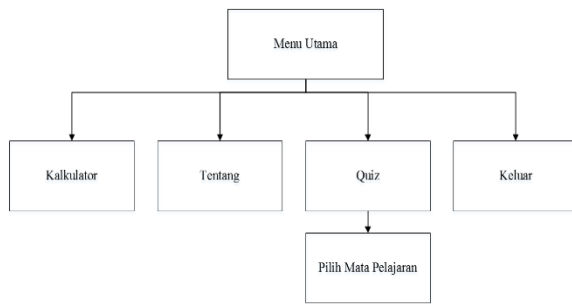 Menu Utama
Kalkulator
Tentang
Quiz
Keluar
Pilih Mata Pelajaran